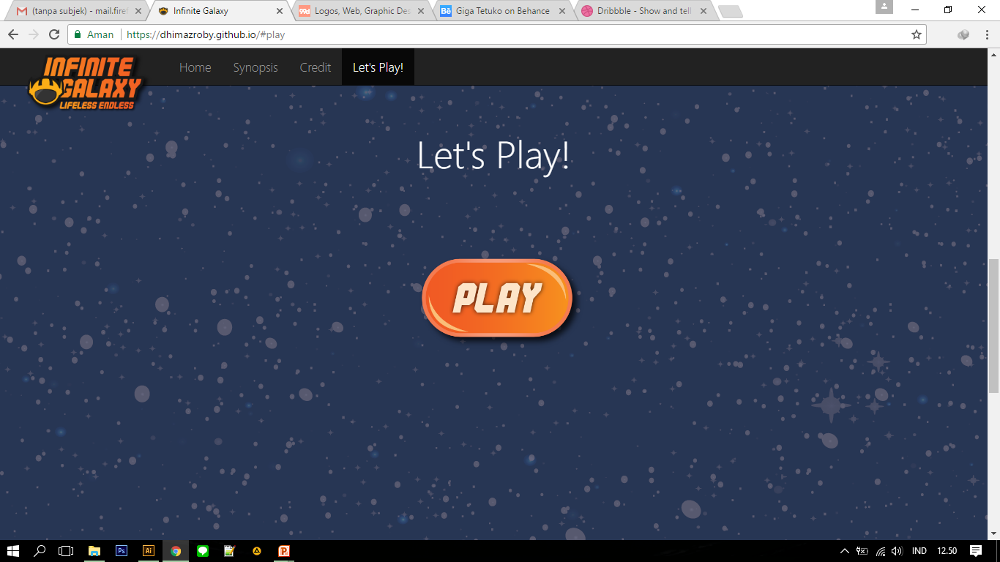 (tanpa subjek) - mail.firef
Infinite Galaxy
Logos, Web, Graphic Des
Giga Tetuko on Behance
Dribbble - Show and tell
Aman
https://dhimazroby.github.io/#play
INFINITE
GALAXY
LIFELESS ENDLESS
Home
Synopsis
Credit
Let's Play!
Let's Play!
PLAY
IND
12.50